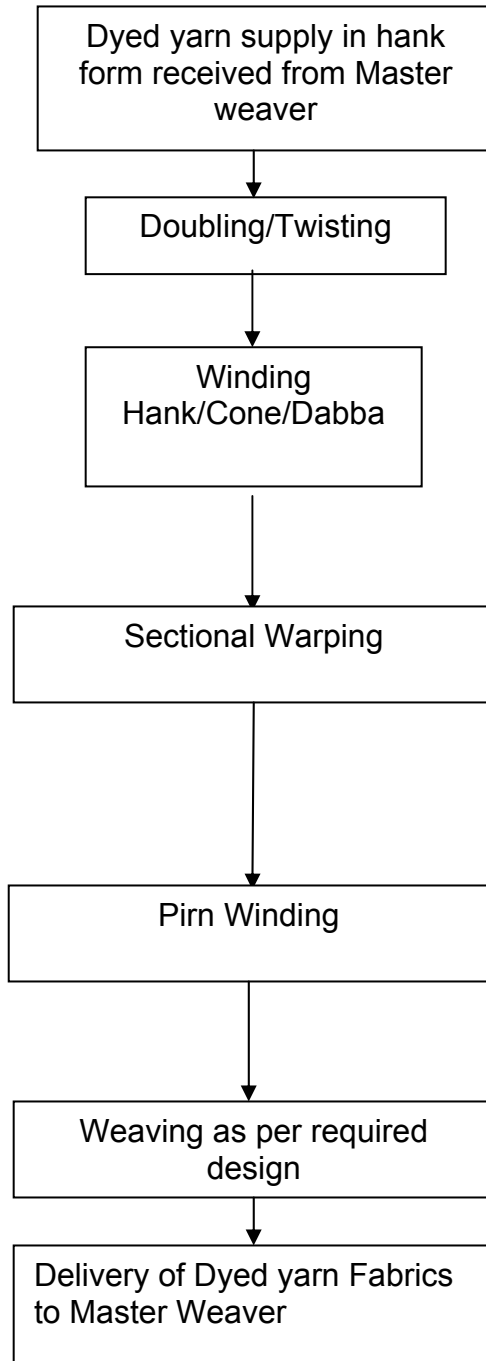 Dyed yarn supply in hank
form received from Master
weaver
Doubling/Twisting
Winding
Hank/Cone/Dabba
Sectional Warping
Pirn Winding
Weaving as per required
design
Delivery of Dyed yarn Fabrics
to Master Weaver